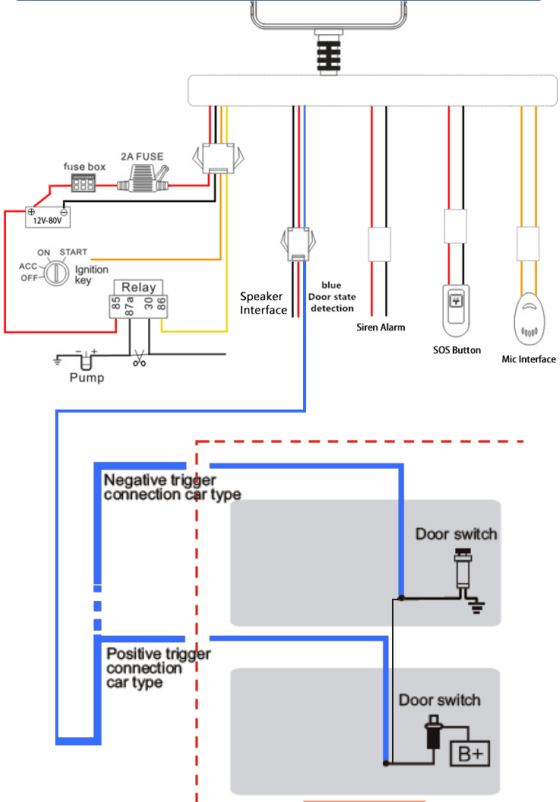 2A FUSE
fuse box
12V-80V
ON START
ACC
OFF
Ignition
key
Relay
85
87a
30
86
Pump
Speaker
Interface
blue
Door state
detection
Siren Alarm
SOS Button
Mic Interface
Negative trigger
connection car type
Door switch
Positive trigger
connection
car type
Door switch
B+